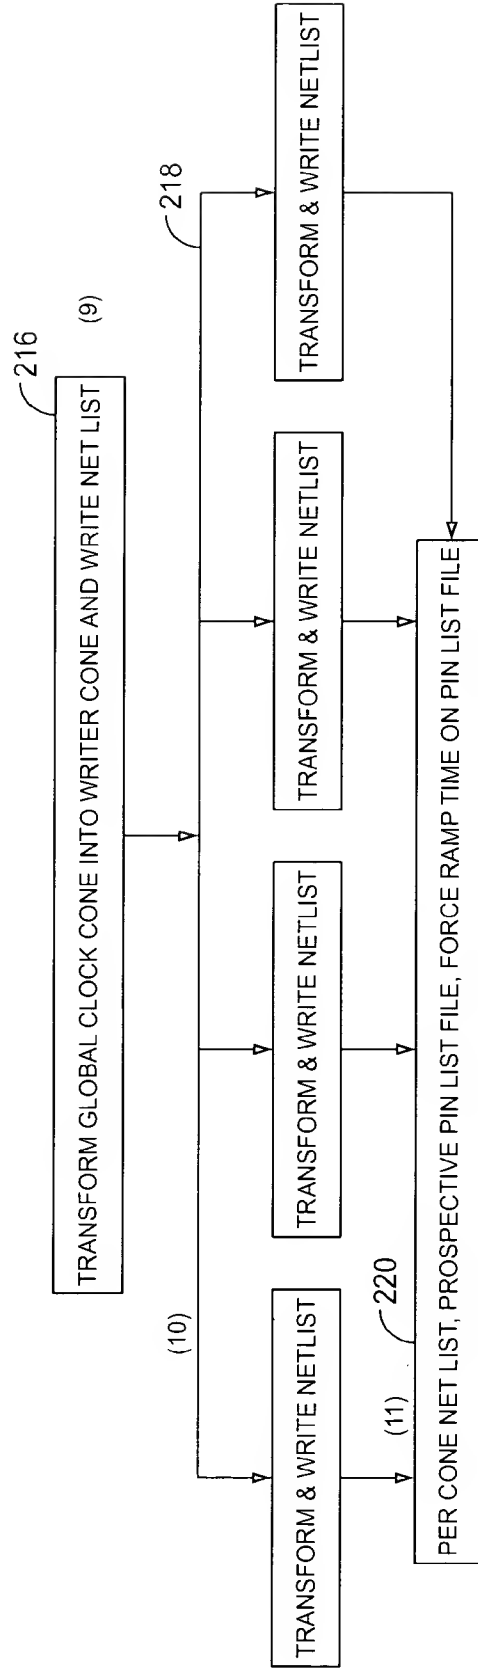 216
TRANSFORM GLOBAL CLOCK CONE INTO WRITER CONE AND WRITE NET LIST
(9)
218
(10)
TRANSFORM & WRITE NETLIST
TRANSFORM & WRITE NETLIST
TRANSFORM & WRITE NETLIST
TRANSFORM & WRITE NETLIST
220
(11)
PER CONE NET LIST, PROSPECTIVE PIN LIST FILE, FORCE RAMP TIME ON PIN LIST FILE